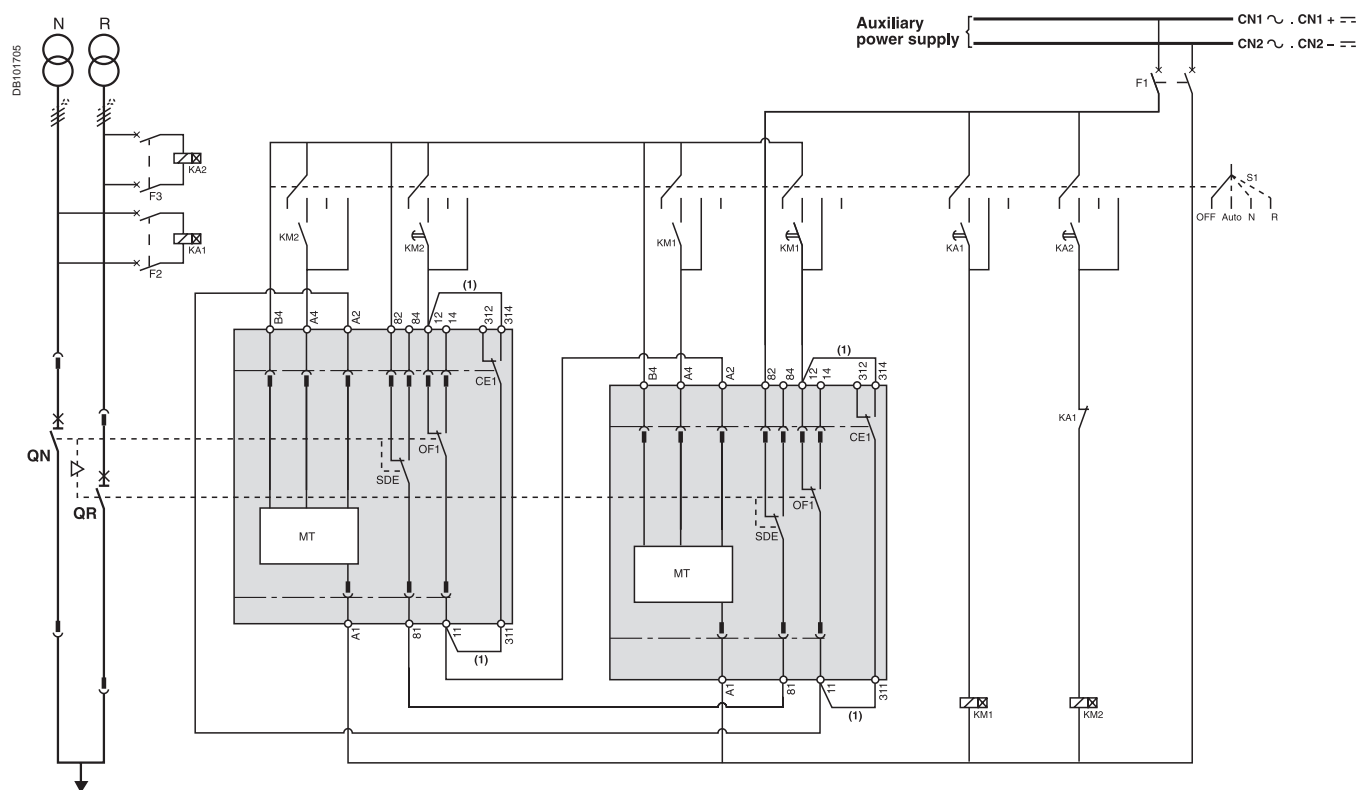 N R
Auxiliary
power supply
CN1 ∿ . CN1 + ⎓
CN2 ∿ . CN2 – ⎓
DB101705
F1
KA2
F3
S1
OFF Auto N R
KA1
F2
KM2
KM2
KM1
KM1
KA1
KA2
(1)
B4 A4 A2 82 84 12 14 312 314
(1)
B4 A4 A2 82 84 12 14 312 314
CE1
KA1
CE1
QN
OF1
SDE
QR
OF1
SDE
MT
MT
A1 81 11 311
(1)
A1 81 11 311
(1)
KM1
KM2